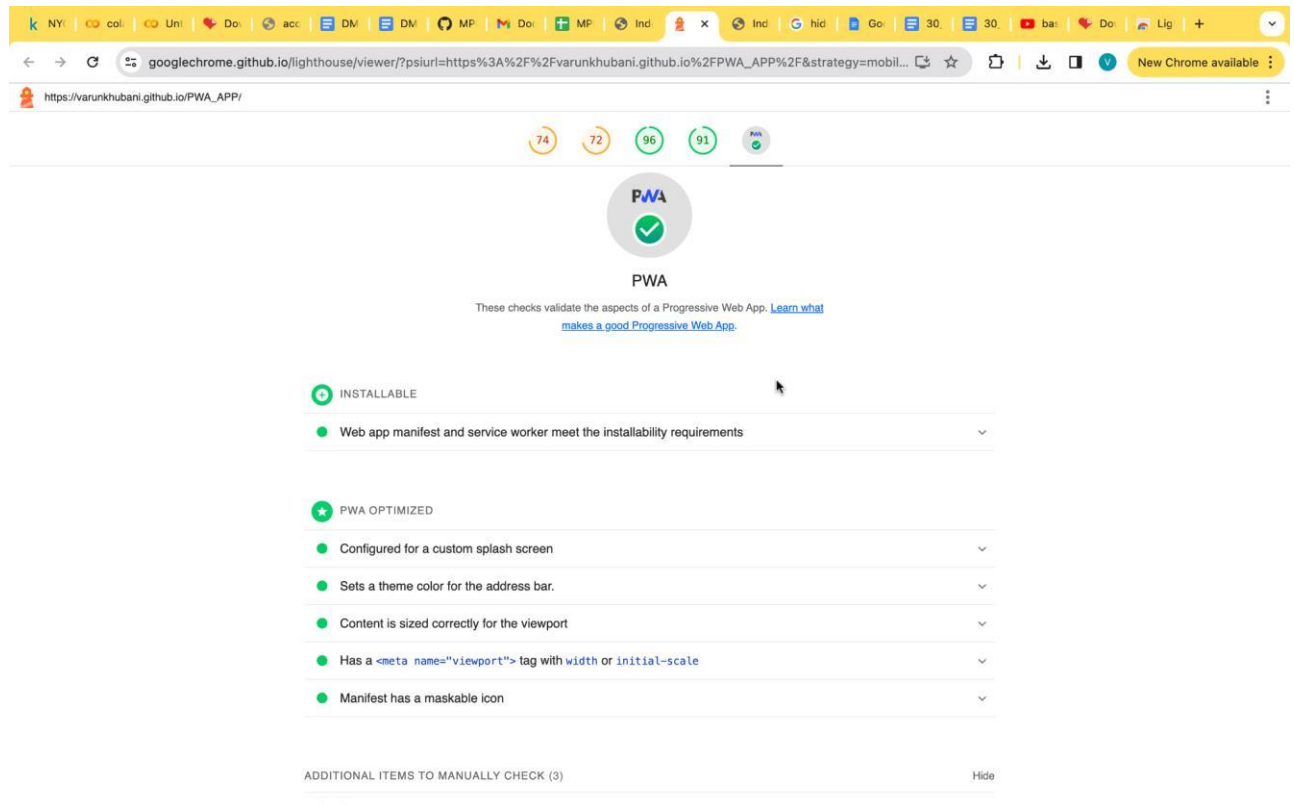 NY( col Unt Dov acc DM DM MP Do( MP Ind × Ind hid Go( 30_ 30_ bas Dov Lig +
googlechrome.github.io/lighthouse/viewer/?psiurl=https%3A%2F%2Fvarunkhubani.github.io%2FPWA_APP%2F&strategy=mobil... V New Chrome available
https://varunkhubani.github.io/PWA_APP/
74 72 96 91 PWA
PWA
PWA
These checks validate the aspects of a Progressive Web App. Learn what
makes a good Progressive Web App.
INSTALLABLE
Web app manifest and service worker meet the installability requirements
PWA OPTIMIZED
Configured for a custom splash screen
Sets a theme color for the address bar.
Content is sized correctly for the viewport
Has a <meta name="viewport"> tag with width or initial-scale
Manifest has a maskable icon
ADDITIONAL ITEMS TO MANUALLY CHECK (3) Hide